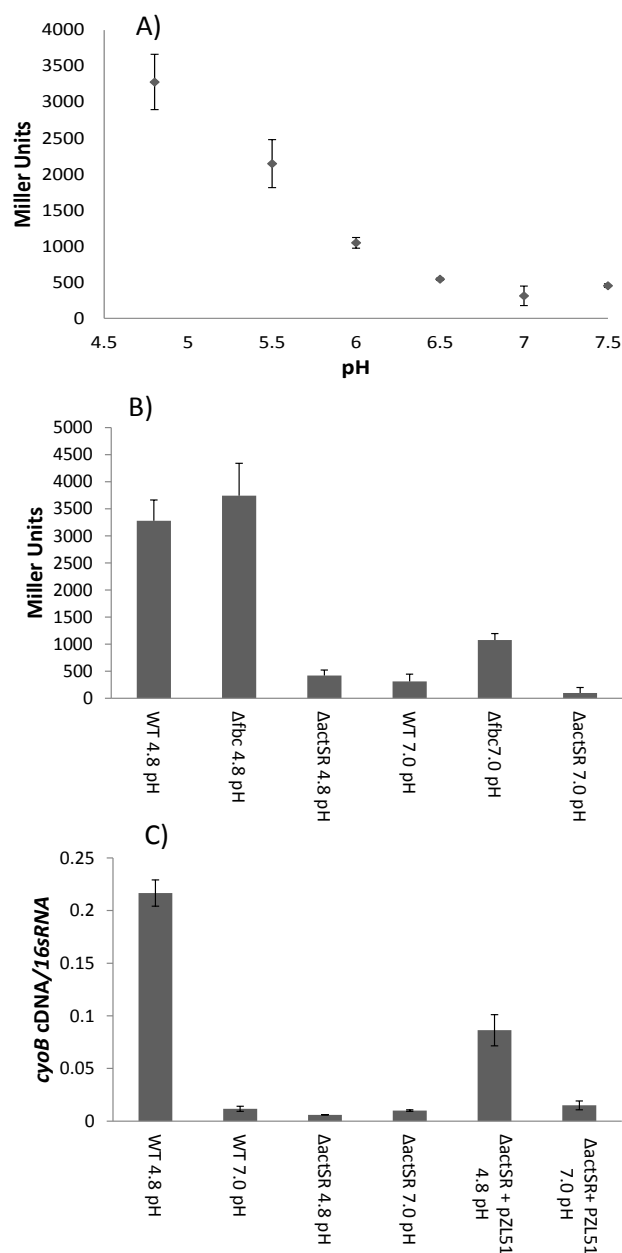 A)
4000
3500
3000
2500
2000
1500
1000
500
0
Miller Units
4.5 5 5.5 6 6.5 7 7.5
pH
B)
5000
4500
4000
3500
3000
2500
2000
1500
1000
500
0
Miller Units
WT 4.8 pH
Δfbc 4.8 pH
ΔactSR 4.8 pH
WT 7.0 pH
Δfbc7.0 pH
ΔactSR 7.0 pH
C)
0.25
0.2
0.15
0.1
0.05
0
cyoB cDNA/16sRNA
WT 4.8 pH
WT 7.0 pH
ΔactSR 4.8 pH
ΔactSR 7.0 pH
ΔactSR + pZL51
4.8 pH
ΔactSR+ PZL51
7.0 pH